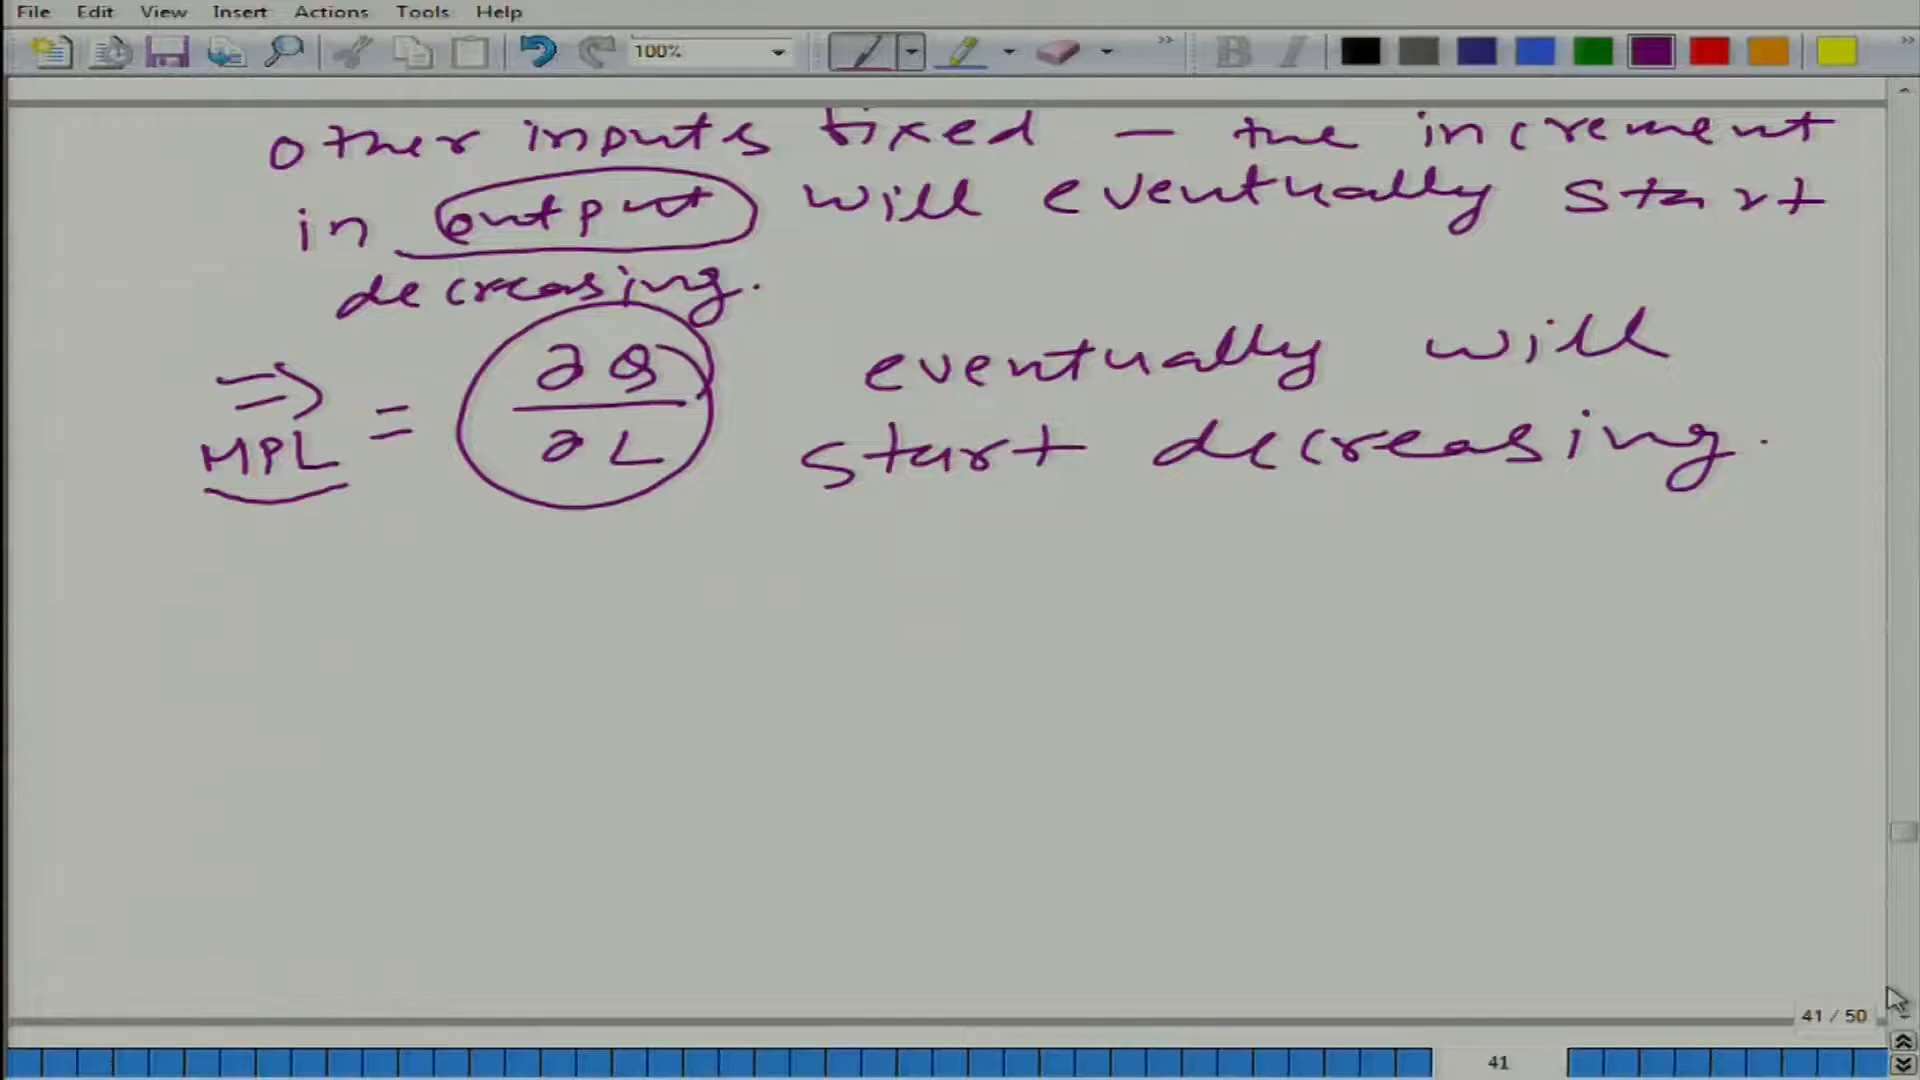 File Edit View Insert Actions Tools Help
100%
other inputs fixed — the increment
in output will eventually start
decreasing.
⇒ eventually will
MPL = ∂Q/∂L start decreasing.
41 / 50
41